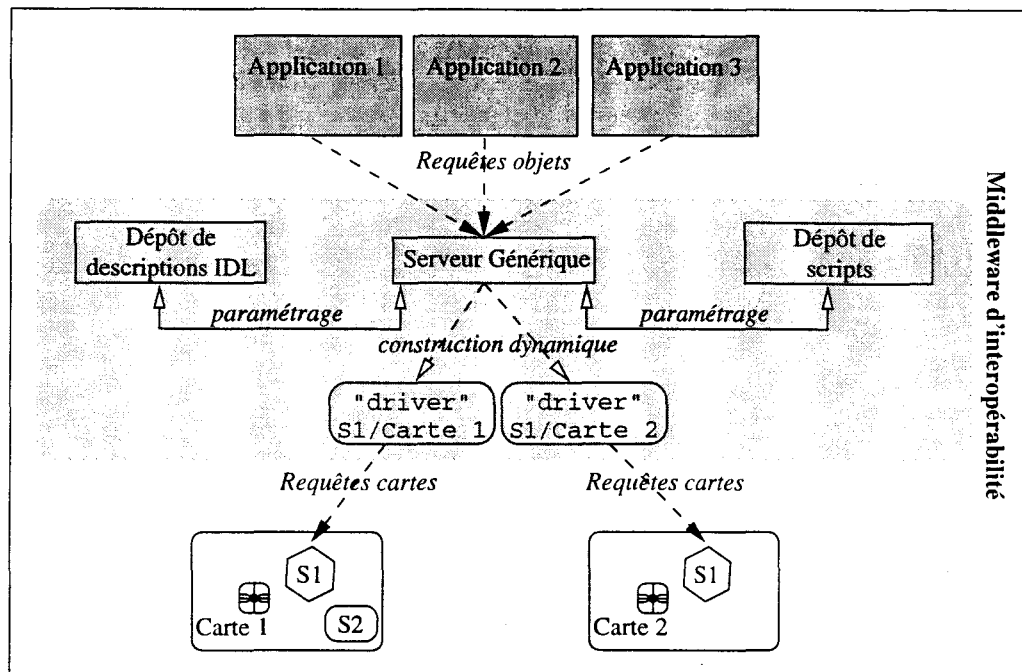 Application 1
Application 2
Application 3
Requêtes objets
Middleware d'interopérabilité
Dépôt de
descriptions IDL
Serveur Générique
Dépôt de
scripts
paramétrage
paramétrage
construction dynamique
"driver"
S1/Carte 1
"driver"
S1/Carte 2
Requêtes cartes
Requêtes cartes
S1
Carte 1
S2
S1
Carte 2